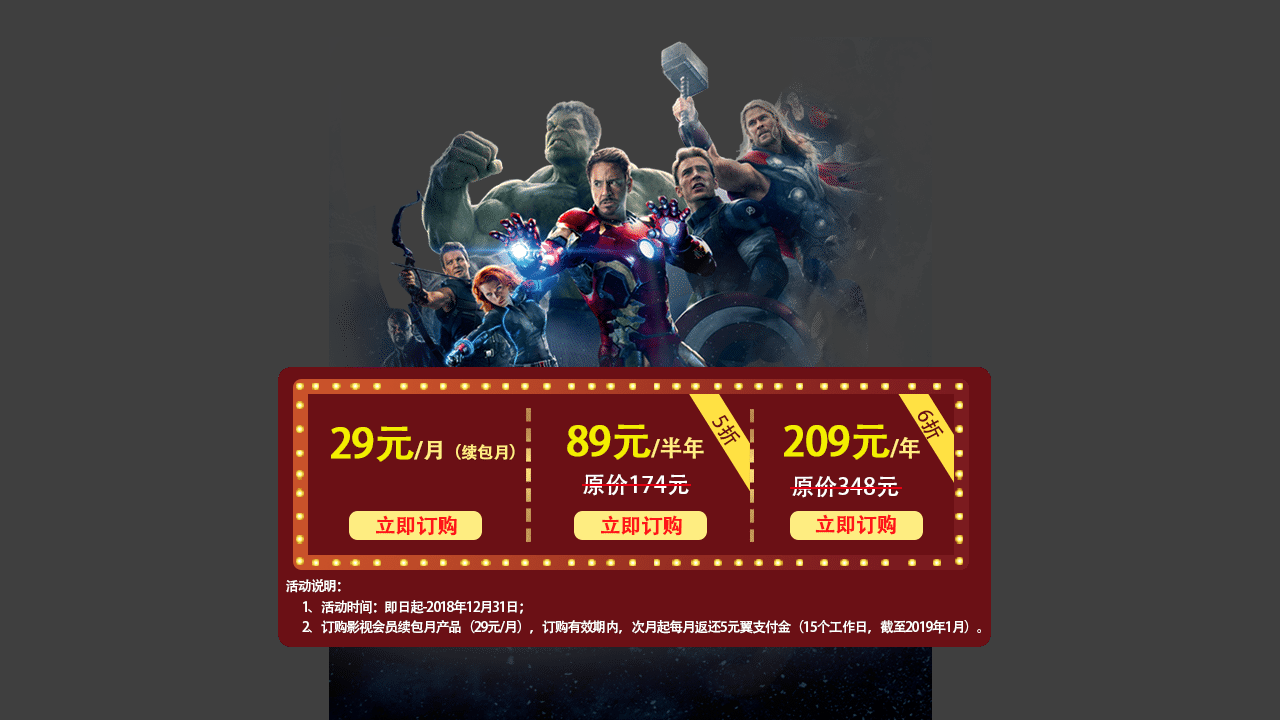 29元/月（续包月）
89元/半年
5折
209元/年
6折
原价174元
原价348元
立即订购
立即订购
立即订购
活动说明：
1、活动时间：即日起-2018年12月31日；
2、订购影视会员续包月产品（29元/月），订购有效期内，次月起每月返还5元翼支付金（15个工作日，截至2019年1月）。